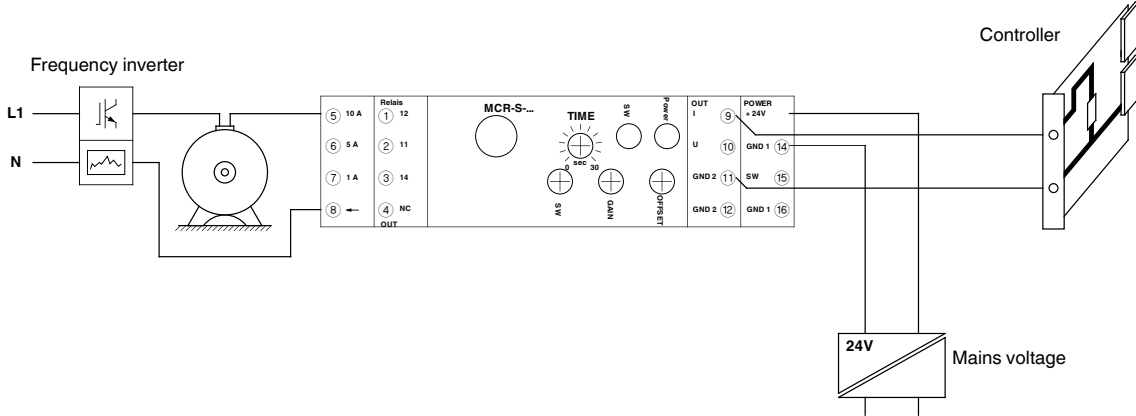 Controller
Frequency inverter
L1
N
Relais
5 10 A 1 12
6 5 A 2 11
7 1 A 3 14
8 4 NC
OUT
MCR-S-...
TIME
0 sec 30
SW
Power
SW
GAIN
OFFSET
OUT POWER
I 9 + 24V
U 10 GND 1 14
GND 2 11 SW 15
GND 2 12 GND 1 16
24V
Mains voltage